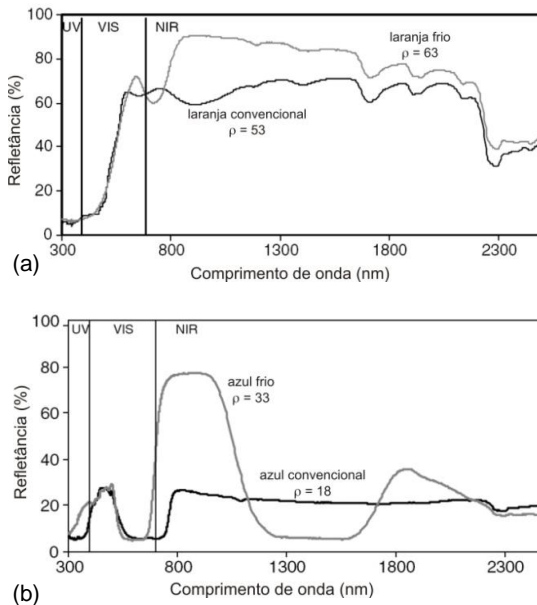 100
UV
VIS
NIR
laranja frio
ρ = 63
80
60
laranja convencional
ρ = 53
40
20
0
300
800
1300
1800
2300
Refletância (%)
Comprimento de onda (nm)
(a)
100
UV
VIS
NIR
80
azul frio
ρ = 33
60
40
azul convencional
ρ = 18
20
0
300
800
1300
1800
2300
Refletância (%)
Comprimento de onda (nm)
(b)